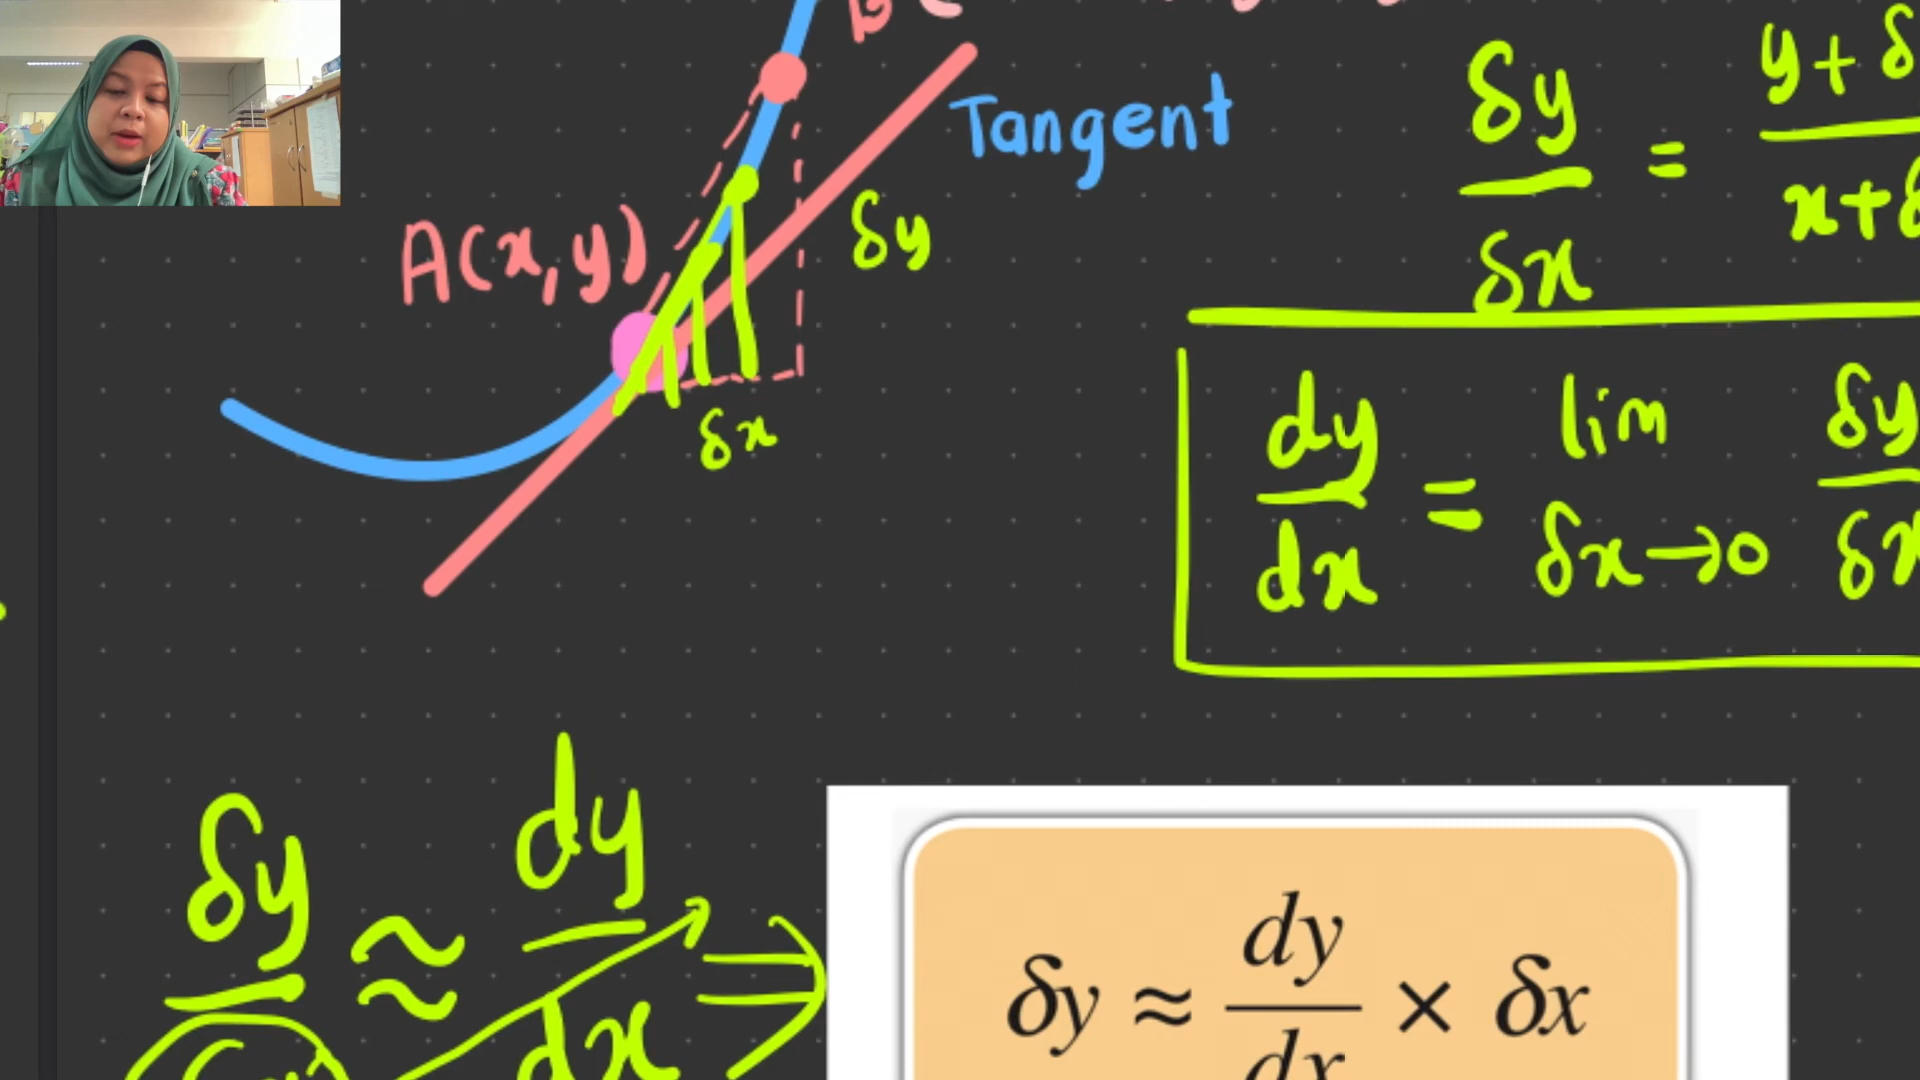 B(
Tangent
A(x,y)
δy
δx
δy/δx = y+δ/x+δ
dy/dx = lim δx→0 δy/δx
δy/ ≈ dy/dx ⇒
δy ≈ dy/dx × δx